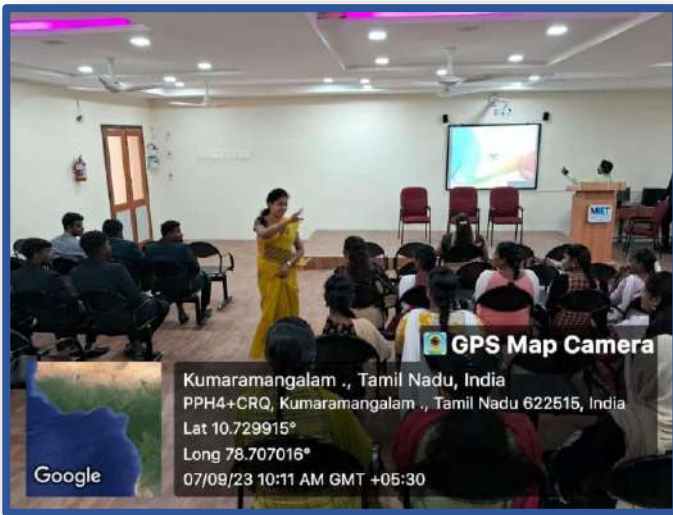 MIET
GPS Map Camera
Kumaramangalam ., Tamil Nadu, India
PPH4+CRQ, Kumaramangalam ., Tamil Nadu 622515, India
Lat 10.729915°
Long 78.707016°
07/09/23 10:11 AM GMT +05:30
Google